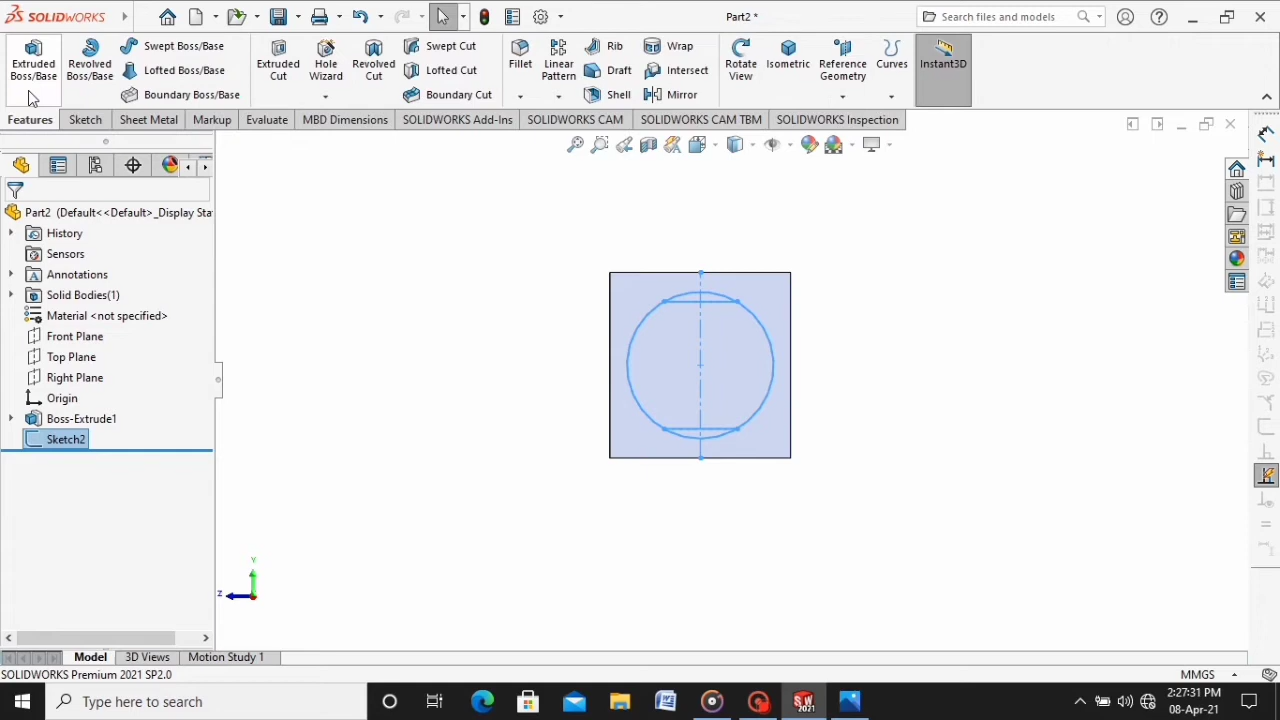 SOLIDWORKS
Part2 *
Search files and models
Extruded Boss/Base
Revolved Boss/Base
Swept Boss/Base
Lofted Boss/Base
Boundary Boss/Base
Extruded Cut
Hole Wizard
Revolved Cut
Swept Cut
Lofted Cut
Boundary Cut
Fillet
Linear Pattern
Rib
Draft
Shell
Wrap
Intersect
Mirror
Rotate View
Isometric
Reference Geometry
Curves
Instant3D
Features
Sketch
Sheet Metal
Markup
Evaluate
MBD Dimensions
SOLIDWORKS Add-Ins
SOLIDWORKS CAM
SOLIDWORKS CAM TBM
SOLIDWORKS Inspection
Part2 (Default<<Default>_Display Sta
History
Sensors
Annotations
Solid Bodies(1)
Material <not specified>
Front Plane
Top Plane
Right Plane
Origin
Boss-Extrude1
Sketch2
Y
Z
Model
3D Views
Motion Study 1
SOLIDWORKS Premium 2021 SP2.0
MMGS
Type here to search
2:27:31 PM
08-Apr-21